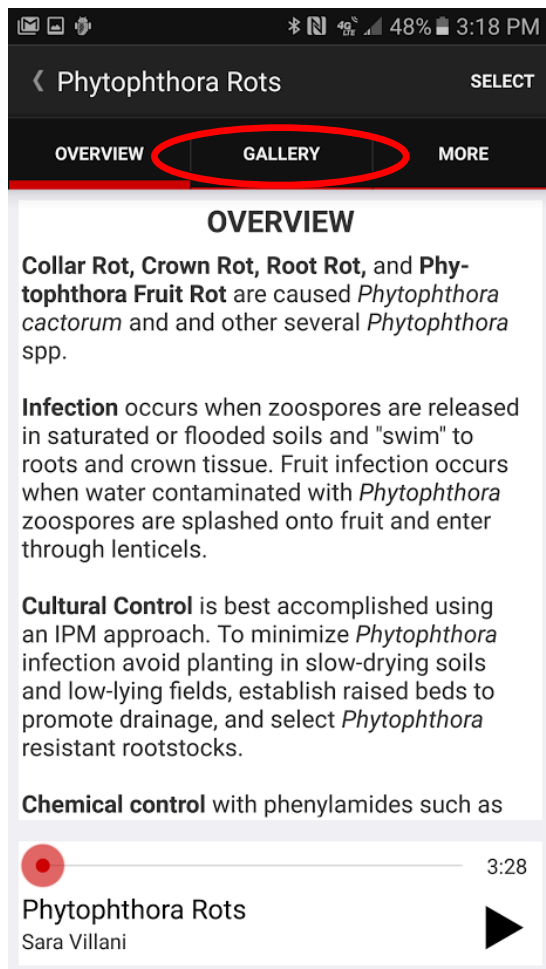 48% 3:18 PM
Phytophthora Rots SELECT
OVERVIEW GALLERY MORE
OVERVIEW
Collar Rot, Crown Rot, Root Rot, and Phy-
tophthora Fruit Rot are caused Phytophthora
cactorum and and other several Phytophthora
spp.
Infection occurs when zoospores are released
in saturated or flooded soils and "swim" to
roots and crown tissue. Fruit infection occurs
when water contaminated with Phytophthora
zoospores are splashed onto fruit and enter
through lenticels.
Cultural Control is best accomplished using
an IPM approach. To minimize Phytophthora
infection avoid planting in slow-drying soils
and low-lying fields, establish raised beds to
promote drainage, and select Phytophthora
resistant rootstocks.
Chemical control with phenylamides such as
3:28
Phytophthora Rots
Sara Villani